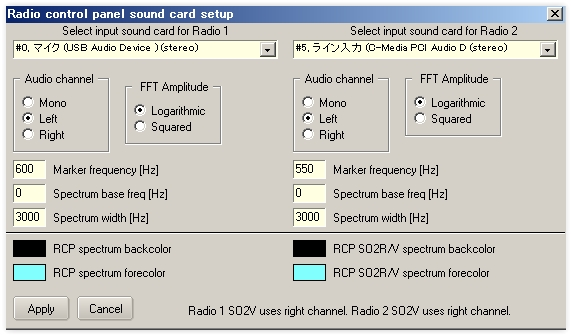 Radio control panel sound card setup
Select input sound card for Radio 1
#0, マイク (USB Audio Device ) (stereo)
Audio channel
Mono
Left
Right
FFT Amplitude
Logarithmic
Squared
600 Marker frequency [Hz]
0 Spectrum base freq [Hz]
3000 Spectrum width [Hz]
Select input sound card for Radio 2
#5, ライン入力 (C-Media PCI Audio D (stereo)
Audio channel
Mono
Left
Right
FFT Amplitude
Logarithmic
Squared
550 Marker frequency [Hz]
0 Spectrum base freq [Hz]
3000 Spectrum width [Hz]
RCP spectrum backcolor
RCP spectrum forecolor
RCP SO2R/V spectrum backcolor
RCP SO2R/V spectrum forecolor
Apply
Cancel
Radio 1 SO2V uses right channel. Radio 2 SO2V uses right channel.